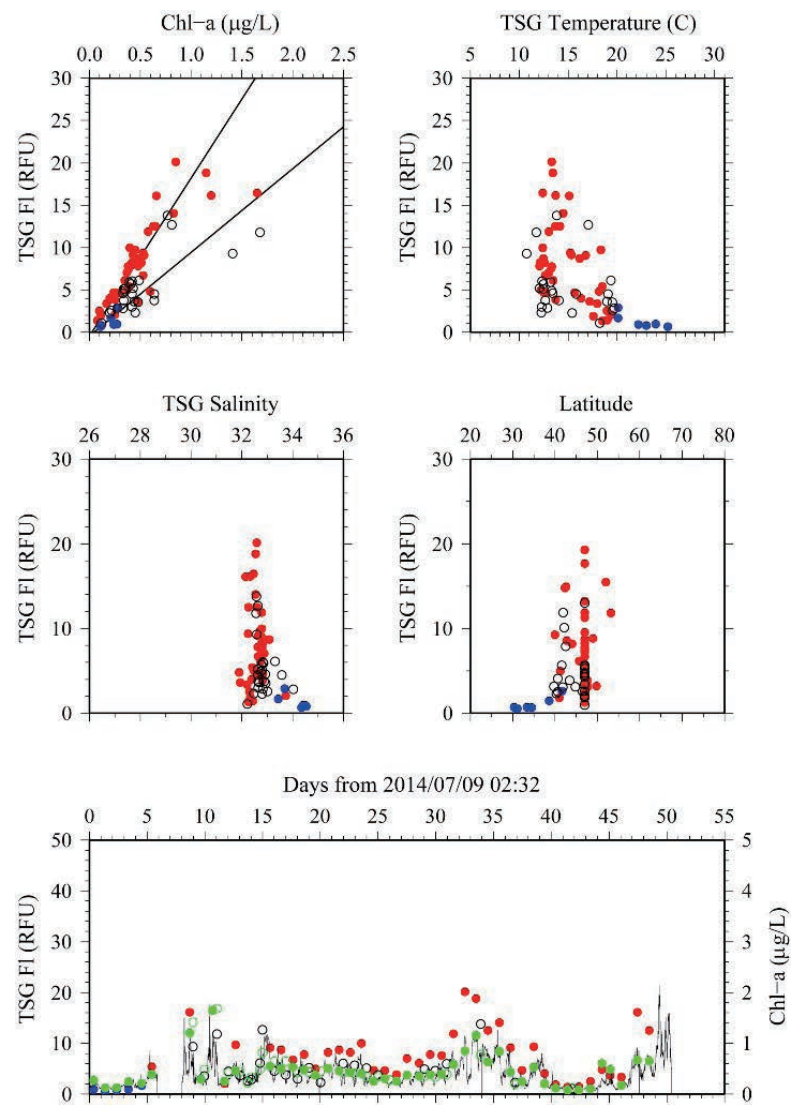 Chl−a (μg/L)
0.0 0.5 1.0 1.5 2.0 2.5
30
25
20
15
10
5
0
TSG Fl (RFU)
TSG Temperature (C)
5 10 15 20 25 30
30
25
20
15
10
5
0
TSG Fl (RFU)
TSG Salinity
26 28 30 32 34 36
30
20
10
0
TSG Fl (RFU)
Latitude
20 30 40 50 60 70 80
30
20
10
0
TSG Fl (RFU)
Days from 2014/07/09 02:32
0 5 10 15 20 25 30 35 40 45 50 55
50
40
30
20
10
0
TSG Fl (RFU)
5
4
3
2
1
0
Chl−a (μg/L)